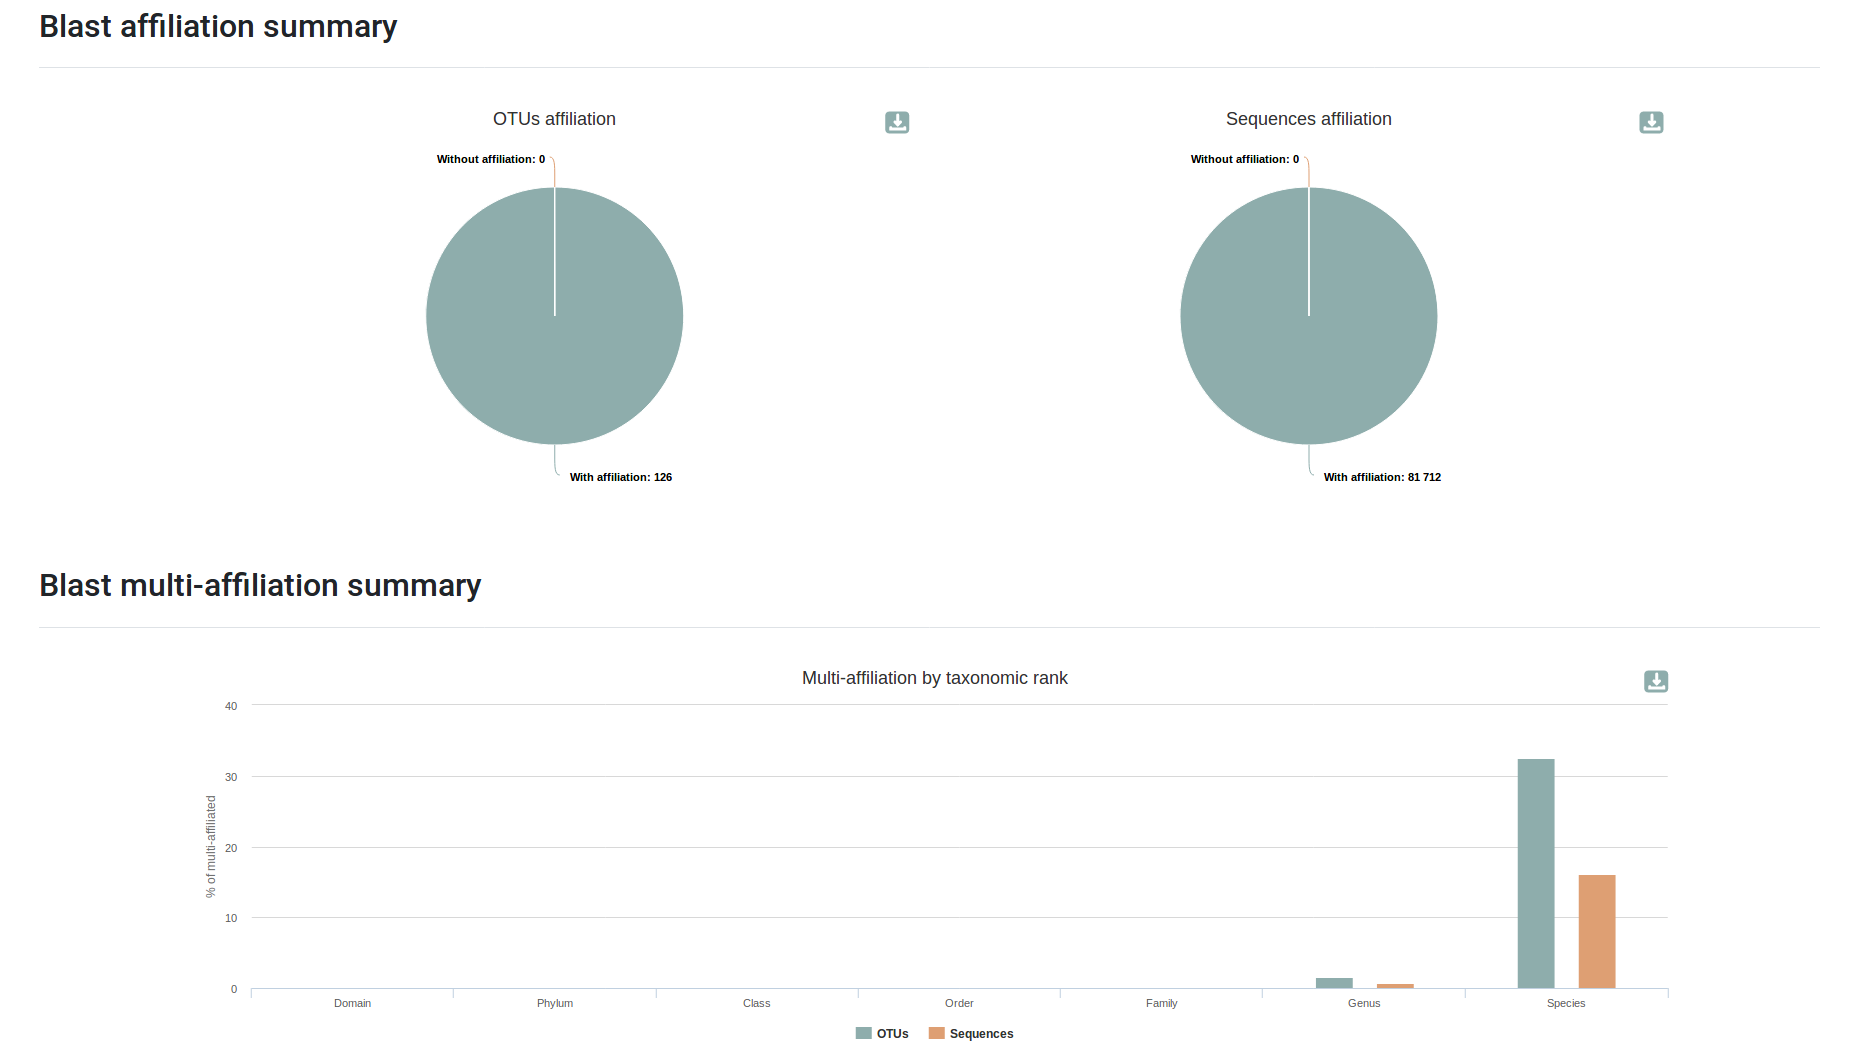 Blast affiliation summary
OTUs affiliation
Without affiliation: 0
With affiliation: 126
Sequences affiliation
Without affiliation: 0
With affiliation: 81 712
Blast multi-affiliation summary
Multi-affiliation by taxonomic rank
% of multi-affiliated
40
30
20
10
0
Domain Phylum Class Order Family Genus Species
OTUs Sequences